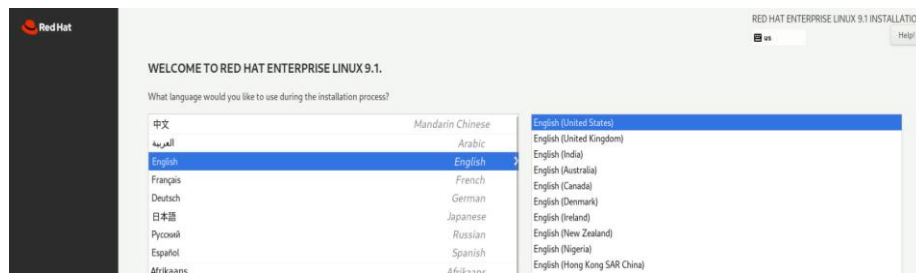 Red Hat
RED HAT ENTERPRISE LINUX 9.1 INSTALLATIO
us
Help!
WELCOME TO RED HAT ENTERPRISE LINUX 9.1.
What language would you like to use during the installation process?
中文 Mandarin Chinese
العربية Arabic
English English
Français French
Deutsch German
日本語 Japanese
Русский Russian
Español Spanish
Afrikaans Afrikaans
English (United States)
English (United Kingdom)
English (India)
English (Australia)
English (Canada)
English (Denmark)
English (Ireland)
English (New Zealand)
English (Nigeria)
English (Hong Kong SAR China)